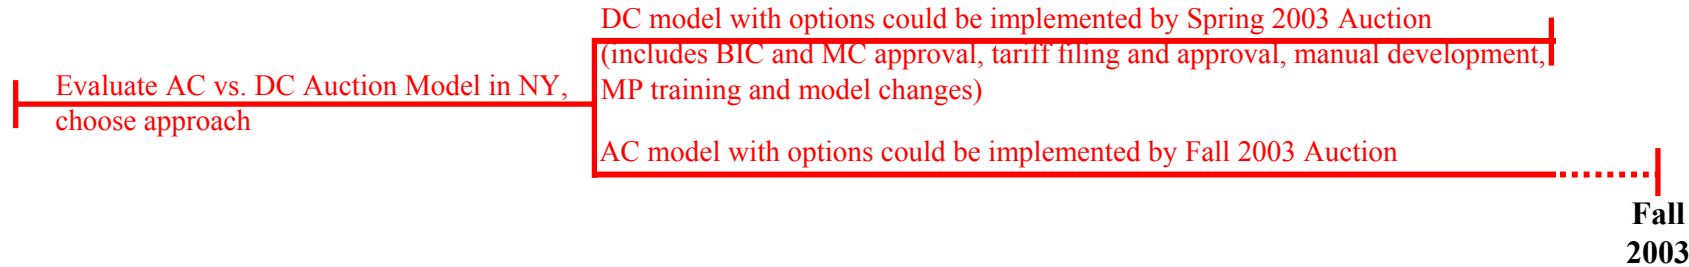 DC model with options could be implemented by Spring 2003 Auction
(includes BIC and MC approval, tariff filing and approval, manual development,
MP training and model changes)
Evaluate AC vs. DC Auction Model in NY,
choose approach
AC model with options could be implemented by Fall 2003 Auction
Fall
2003